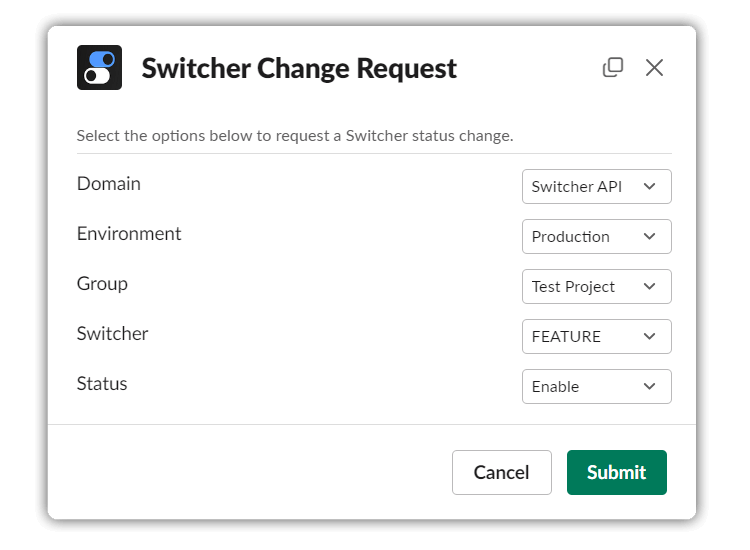 Switcher Change Request
Select the options below to request a Switcher status change.
Domain
Switcher API
Environment
Production
Group
Test Project
Switcher
FEATURE
Status
Enable
Cancel
Submit